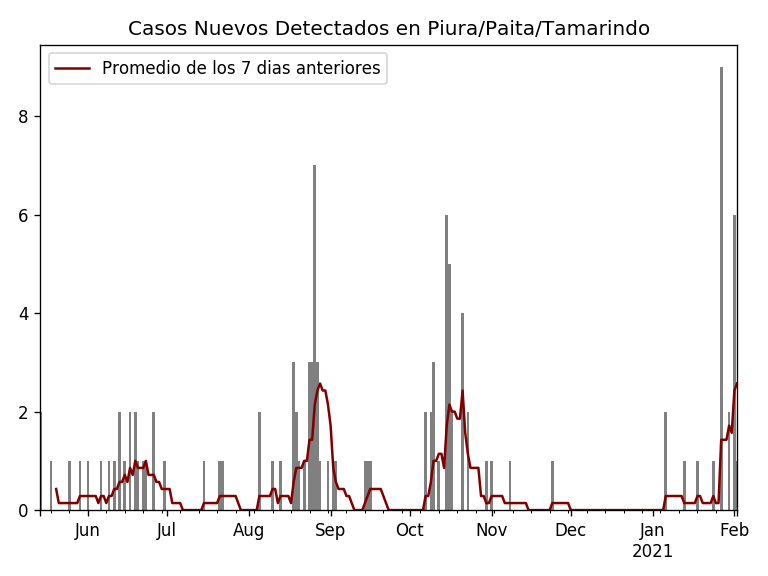 Casos Nuevos Detectados en Piura/Paita/Tamarindo
Promedio de los 7 dias anteriores
8
6
4
2
0
Jun Jul Aug Sep Oct Nov Dec Jan Feb
2021